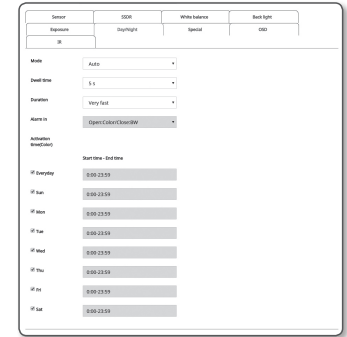 Sensor SSDR White balance Back light
Exposure Day/Night Special OSD
IR
Mode Auto
Dwell time 5 s
Duration Very fast
Alarm in Open:Color/Close:BW
Activation
time(Color)
Start time - End time
Everyday 0:00-23:59
Sun 0:00-23:59
Mon 0:00-23:59
Tue 0:00-23:59
Wed 0:00-23:59
Thu 0:00-23:59
Fri 0:00-23:59
Sat 0:00-23:59